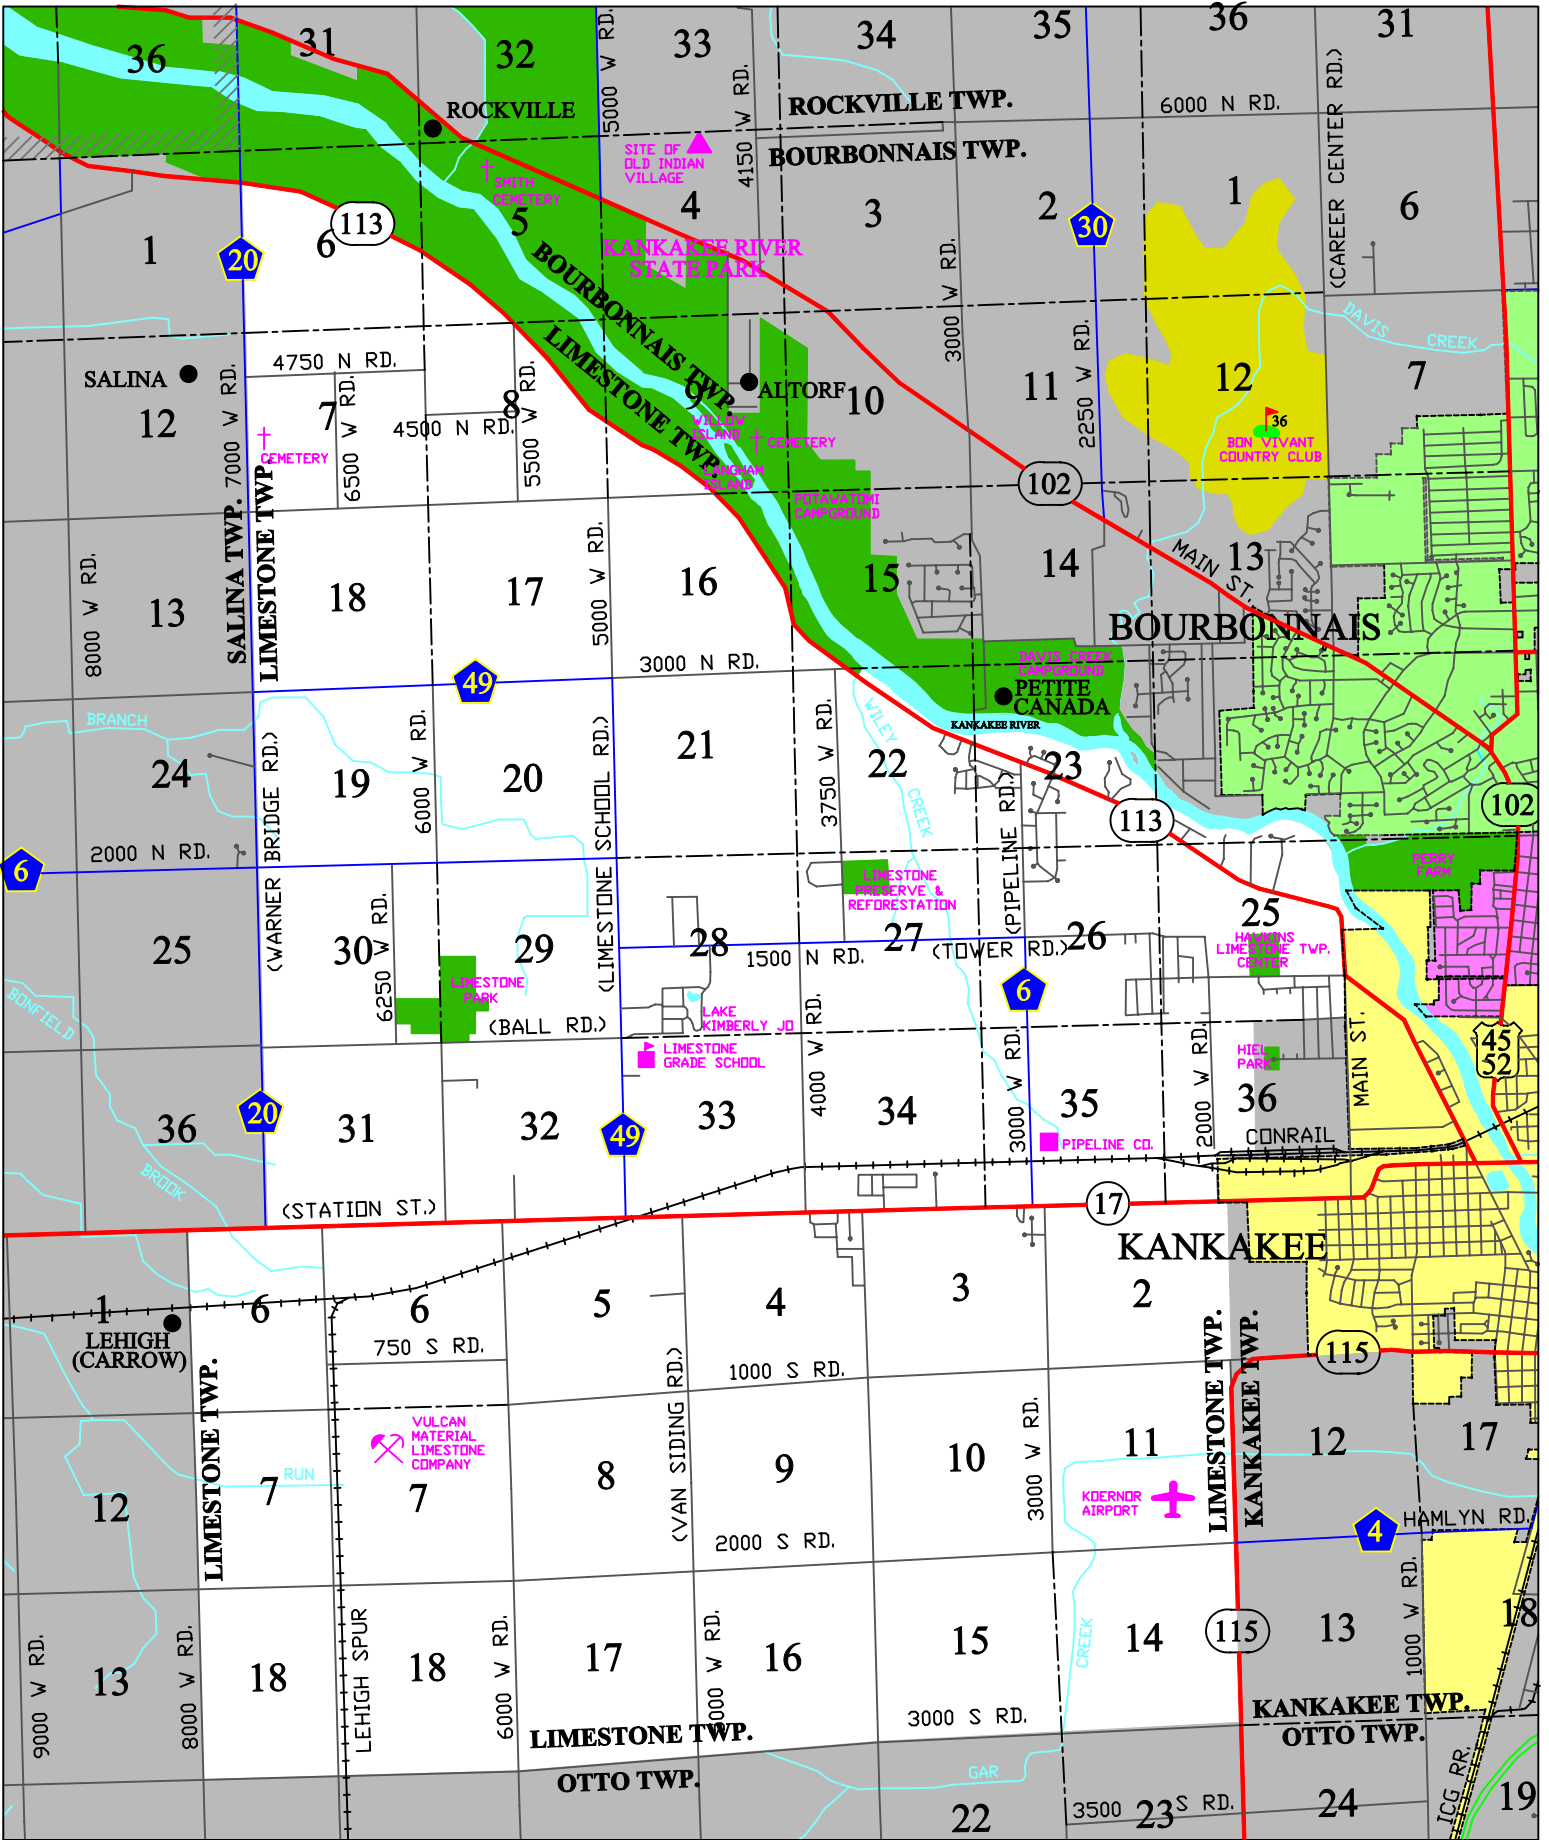 36
31
32
33
34
35
36
31
5000 W RD.
4150 W RD.
(CAREER CENTER RD.)
ROCKVILLE
ROCKVILLE TWP.
6000 N RD.
BOURBONNAIS TWP.
SITE OF
OLD INDIAN
VILLAGE
SMITH
CEMETERY
1
20
6
113
5
4
3
2
30
1
6
KANKAKEE RIVER
STATE PARK
3000 W RD.
BOURBONNAIS TWP.
LIMESTONE TWP.
DAVIS
CREEK
SALINA
4750 N RD.
7000 W RD.
6500 W RD.
5500 W RD.
2250 W RD.
12
7
8
4500 N RD.
9
ALTORF
10
11
12
7
36
BON VIVANT
COUNTRY CLUB
WILLOW
ISLAND
CEMETERY
CEMETERY
LANGHAM
ISLAND
POTAWATOMI
CAMPGROUND
102
MAIN ST.
SALINA TWP.
LIMESTONE TWP.
8000 W RD.
13
18
17
5000 W RD.
16
15
14
13
BOURBONNAIS
3000 N RD.
DAVIS CREEK
CAMPGROUND
PETITE
CANADA
KANKAKEE RIVER
49
BRANCH
24
(WARNER BRIDGE RD.)
19
6000 W RD.
20
(LIMESTONE SCHOOL RD.)
21
3750 W RD.
22
WILEY
CREEK
23
(PIPELINE RD.)
113
102
6
2000 N RD.
PERRY
FARM
LIMESTONE
PRESERVE &
REFORESTATION
25
30
6250 W RD.
29
28
27
26
25
1500 N RD.
(TOWER RD.)
HAWKINS
LIMESTONE TWP.
CENTER
LIMESTONE
PARK
(BALL RD.)
LAKE
KIMBERLY JO
6
BONFIELD
LIMESTONE
GRADE SCHOOL
4000 W RD.
3000 W RD.
2000 W RD.
HIEL
PARK
MAIN ST.
45
52
36
20
31
32
49
33
34
35
36
PIPELINE CO.
CONRAIL
BROOK
(STATION ST.)
17
KANKAKEE
1
LEHIGH
(CARROW)
6
6
5
4
3
2
750 S RD.
1000 S RD.
115
LIMESTONE TWP.
LIMESTONE TWP.
KANKAKEE TWP.
(VAN SIDING RD.)
VULCAN
MATERIAL
LIMESTONE
COMPANY
3000 W RD.
12
7
RUN
7
8
9
10
11
12
17
KOERNOR
AIRPORT
2000 S RD.
4
HAMLYN RD.
9000 W RD.
13
8000 W RD.
18
LEHIGH SPUR
18
6000 W RD.
17
16
15
CREEK
14
115
13
1000 W RD.
18
3000 S RD.
LIMESTONE TWP.
OTTO TWP.
KANKAKEE TWP.
OTTO TWP.
GAR
22
3500
23
S RD.
24
ICG RR.
19